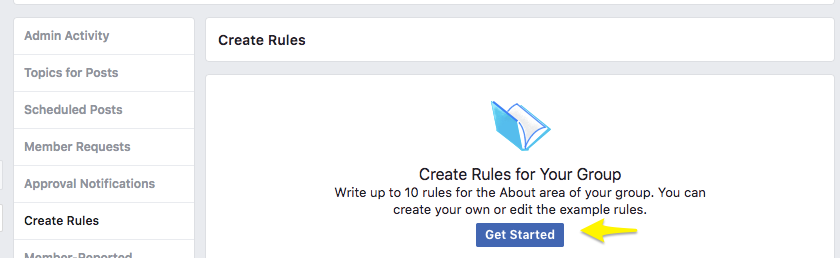 Admin Activity
Topics for Posts
Scheduled Posts
Member Requests
Approval Notifications
Create Rules
Member-Reported
Create Rules
Create Rules for Your Group
Write up to 10 rules for the About area of your group. You can
create your own or edit the example rules.
Get Started